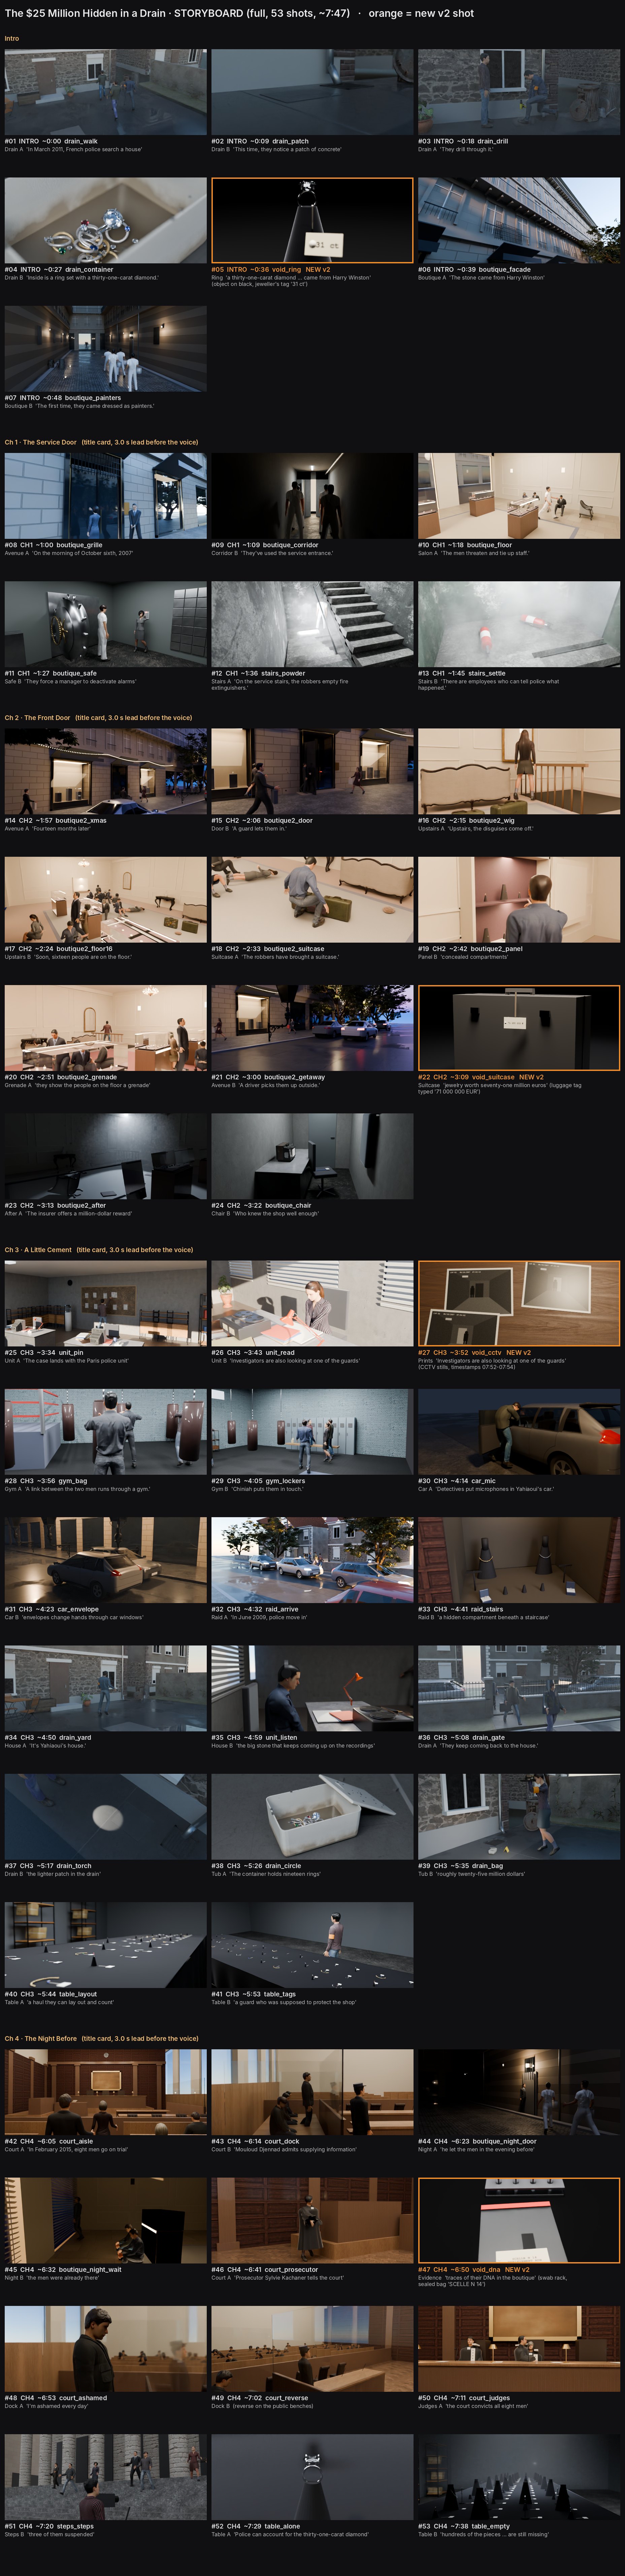 The $25 Million Hidden in a Drain · STORYBOARD (full, 53 shots, ~7:47) · orange = new v2 shot
Intro
#01 INTRO ~0:00 drain_walk
Drain A 'In March 2011, French police search a house'
#02 INTRO ~0:09 drain_patch
Drain B 'This time, they notice a patch of concrete'
#03 INTRO ~0:18 drain_drill
Drain A 'They drill through it.'
31 ct
#04 INTRO ~0:27 drain_container
Drain B 'Inside is a ring set with a thirty-one-carat diamond.'
#05 INTRO ~0:36 void_ring NEW v2
Ring 'a thirty-one-carat diamond ... came from Harry Winston'
(object on black, jeweller's tag '31 ct')
#06 INTRO ~0:39 boutique_facade
Boutique A 'The stone came from Harry Winston'
#07 INTRO ~0:48 boutique_painters
Boutique B 'The first time, they came dressed as painters.'
Ch 1 · The Service Door (title card, 3.0 s lead before the voice)
#08 CH1 ~1:00 boutique_grille
Avenue A 'On the morning of October sixth, 2007'
#09 CH1 ~1:09 boutique_corridor
Corridor B 'They've used the service entrance.'
#10 CH1 ~1:18 boutique_floor
Salon A 'The men threaten and tie up staff.'
#11 CH1 ~1:27 boutique_safe
Safe B 'They force a manager to deactivate alarms'
#12 CH1 ~1:36 stairs_powder
Stairs A 'On the service stairs, the robbers empty fire
extinguishers.'
#13 CH1 ~1:45 stairs_settle
Stairs B 'There are employees who can tell police what
happened.'
Ch 2 · The Front Door (title card, 3.0 s lead before the voice)
#14 CH2 ~1:57 boutique2_xmas
Avenue A 'Fourteen months later'
#15 CH2 ~2:06 boutique2_door
Door B 'A guard lets them in.'
#16 CH2 ~2:15 boutique2_wig
Upstairs A 'Upstairs, the disguises come off.'
#17 CH2 ~2:24 boutique2_floor16
Upstairs B 'Soon, sixteen people are on the floor.'
#18 CH2 ~2:33 boutique2_suitcase
Suitcase A 'The robbers have brought a suitcase.'
#19 CH2 ~2:42 boutique2_panel
Panel B 'concealed compartments'
#20 CH2 ~2:51 boutique2_grenade
Grenade A 'they show the people on the floor a grenade'
#21 CH2 ~3:00 boutique2_getaway
Avenue B 'A driver picks them up outside.'
#22 CH2 ~3:09 void_suitcase NEW v2
Suitcase 'jewelry worth seventy-one million euros' (luggage tag
typed '71 000 000 EUR')
#23 CH2 ~3:13 boutique2_after
After A 'The insurer offers a million-dollar reward'
#24 CH2 ~3:22 boutique_chair
Chair B 'Who knew the shop well enough'
Ch 3 · A Little Cement (title card, 3.0 s lead before the voice)
#25 CH3 ~3:34 unit_pin
Unit A 'The case lands with the Paris police unit'
#26 CH3 ~3:43 unit_read
Unit B 'Investigators are also looking at one of the guards'
#27 CH3 ~3:52 void_cctv NEW v2
Prints 'Investigators are also looking at one of the guards'
(CCTV stills, timestamps 07:52-07:54)
#28 CH3 ~3:56 gym_bag
Gym A 'A link between the two men runs through a gym.'
#29 CH3 ~4:05 gym_lockers
Gym B 'Chiniah puts them in touch.'
#30 CH3 ~4:14 car_mic
Car A 'Detectives put microphones in Yahiaoui's car.'
#31 CH3 ~4:23 car_envelope
Car B 'envelopes change hands through car windows'
#32 CH3 ~4:32 raid_arrive
Raid A 'In June 2009, police move in'
#33 CH3 ~4:41 raid_stairs
Raid B 'a hidden compartment beneath a staircase'
#34 CH3 ~4:50 drain_yard
House A 'It's Yahiaoui's house.'
#35 CH3 ~4:59 unit_listen
House B 'the big stone that keeps coming up on the recordings'
#36 CH3 ~5:08 drain_gate
Drain A 'They keep coming back to the house.'
#37 CH3 ~5:17 drain_torch
Drain B 'the lighter patch in the drain'
#38 CH3 ~5:26 drain_circle
Tub A 'The container holds nineteen rings'
#39 CH3 ~5:35 drain_bag
Tub B 'roughly twenty-five million dollars'
#40 CH3 ~5:44 table_layout
Table A 'a haul they can lay out and count'
#41 CH3 ~5:53 table_tags
Table B 'a guard who was supposed to protect the shop'
Ch 4 · The Night Before (title card, 3.0 s lead before the voice)
#42 CH4 ~6:05 court_aisle
Court A 'In February 2015, eight men go on trial'
#43 CH4 ~6:14 court_dock
Court B 'Mouloud Djennad admits supplying information'
#44 CH4 ~6:23 boutique_night_door
Night A 'he let the men in the evening before'
#45 CH4 ~6:32 boutique_night_wait
Night B 'the men were already there'
#46 CH4 ~6:41 court_prosecutor
Court A 'Prosecutor Sylvie Kachaner tells the court'
#47 CH4 ~6:50 void_dna NEW v2
Evidence 'traces of their DNA in the boutique' (swab rack,
sealed bag 'SCELLE N 14')
#48 CH4 ~6:53 court_ashamed
Dock A 'I'm ashamed every day'
#49 CH4 ~7:02 court_reverse
Dock B (reverse on the public benches)
#50 CH4 ~7:11 court_judges
Judges A 'the court convicts all eight men'
#51 CH4 ~7:20 steps_steps
Steps B 'three of them suspended'
#52 CH4 ~7:29 table_alone
Table A 'Police can account for the thirty-one-carat diamond'
#53 CH4 ~7:38 table_empty
Table B 'hundreds of the pieces ... are still missing'